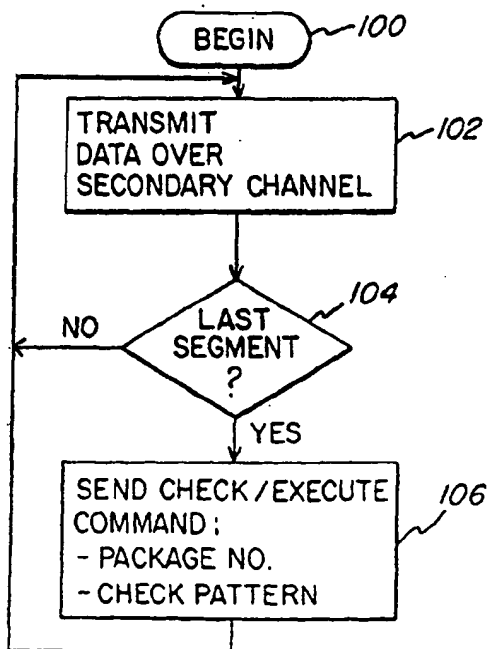 BEGIN
100
TRANSMIT
DATA OVER
SECONDARY CHANNEL
102
LAST
SEGMENT
?
104
NO
YES
SEND CHECK/EXECUTE
COMMAND:
- PACKAGE NO.
- CHECK PATTERN
106